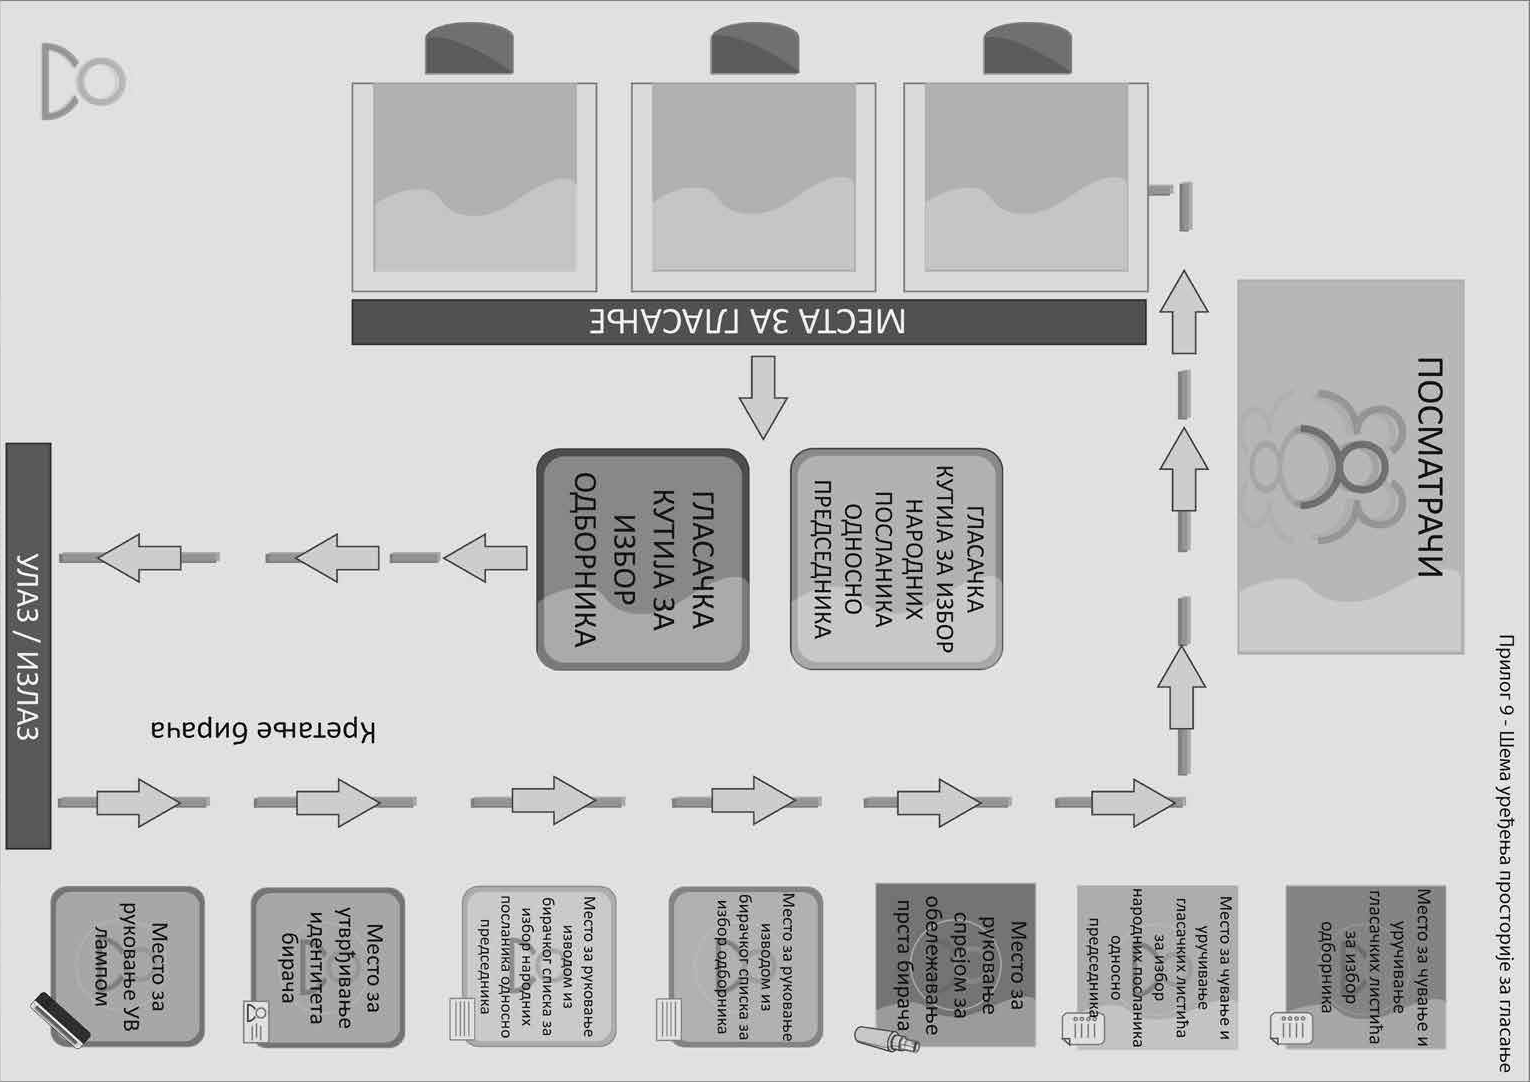 Прилог 9 - Шема уређења просторије за гласање
МЕСТА ЗА ГЛАСАЊЕ
ПОСМАТРАЧИ
ГЛАСАЧКА
КУТИЈА ЗА
ИЗБОР
ОДБОРНИКА
ГЛАСАЧКА
КУТИЈА ЗА ИЗБОР
НАРОДНИХ
ПОСЛАНИКА
ОДНОСНО
ПРЕДСЕДНИКА
УЛАЗ / ИЗЛАЗ
Кретање бирача
Место за
руковање УВ
лампом
Место за
утврђивање
идентитета
бирача
Место за руковање
изводом из
бирачког списка за
избор народних
посланика односно
председника
Место за руковање
изводом из
бирачког списка за
избор одборника
Место за
руковање
спрејом за
обележавање
прста бирача
Место за чување и
уручивање
гласачких листића
за избор
народних посланика
односно
председника
Место за чување и
уручивање
гласачких листића
за избор
одборника